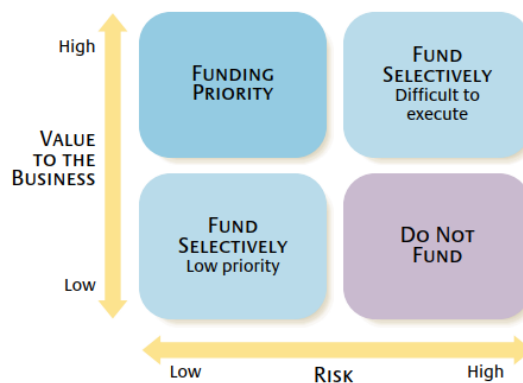 High
FUNDING
PRIORITY
FUND
SELECTIVELY
Difficult to
execute
VALUE
TO THE
BUSINESS
FUND
SELECTIVELY
Low priority
DO NOT
FUND
Low
Low
RISK
High